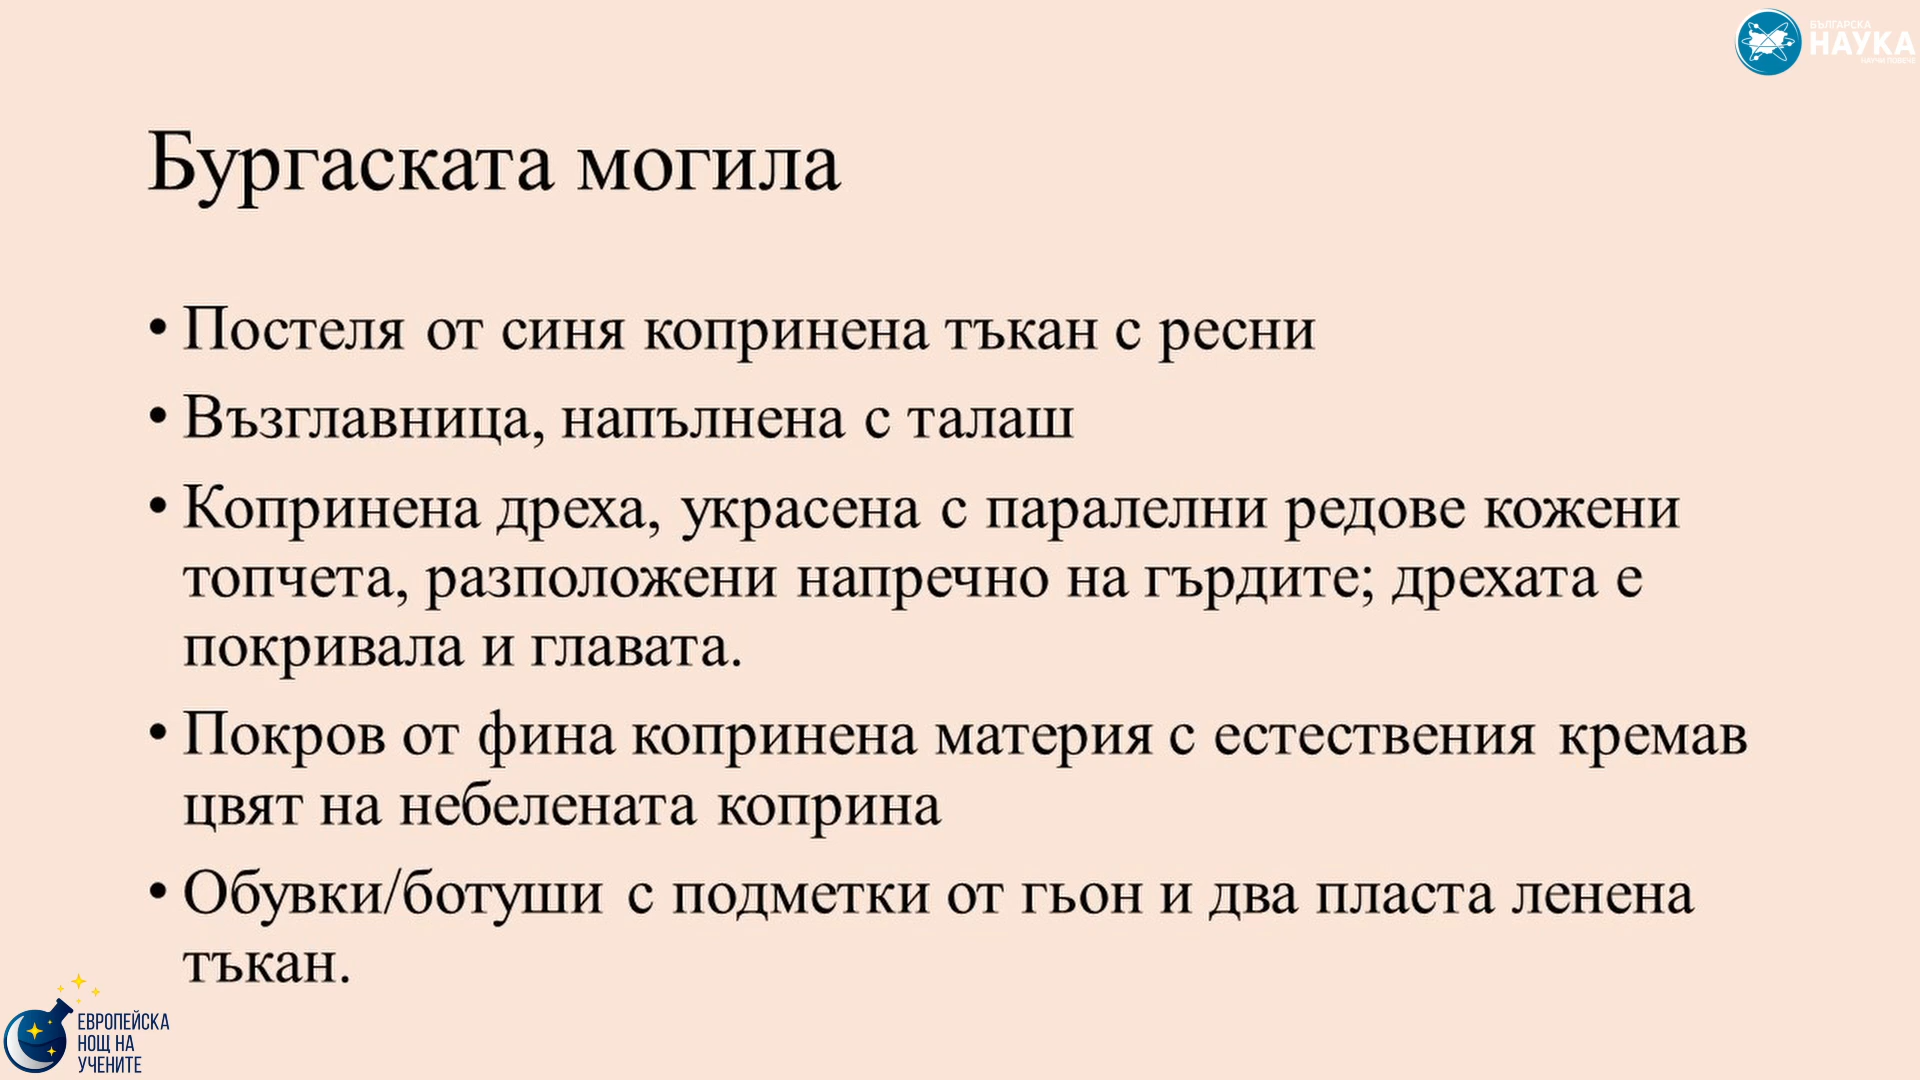 БЪЛГАРСКА
НАУКА
НАУЧИ ПОВЕЧЕ
Бургаската могила
• Постеля от синя копринена тъкан с ресни
• Възглавница, напълнена с талаш
• Копринена дреха, украсена с паралелни редове кожени
топчета, разположени напречно на гърдите; дрехата е
покривала и главата.
• Покров от фина копринена материя с естествения кремав
цвят на небелената коприна
• Обувки/ботуши с подметки от гьон и два пласта ленена
тъкан.
ЕВРОПЕЙСКА
НОЩ НА
УЧЕНИТЕ